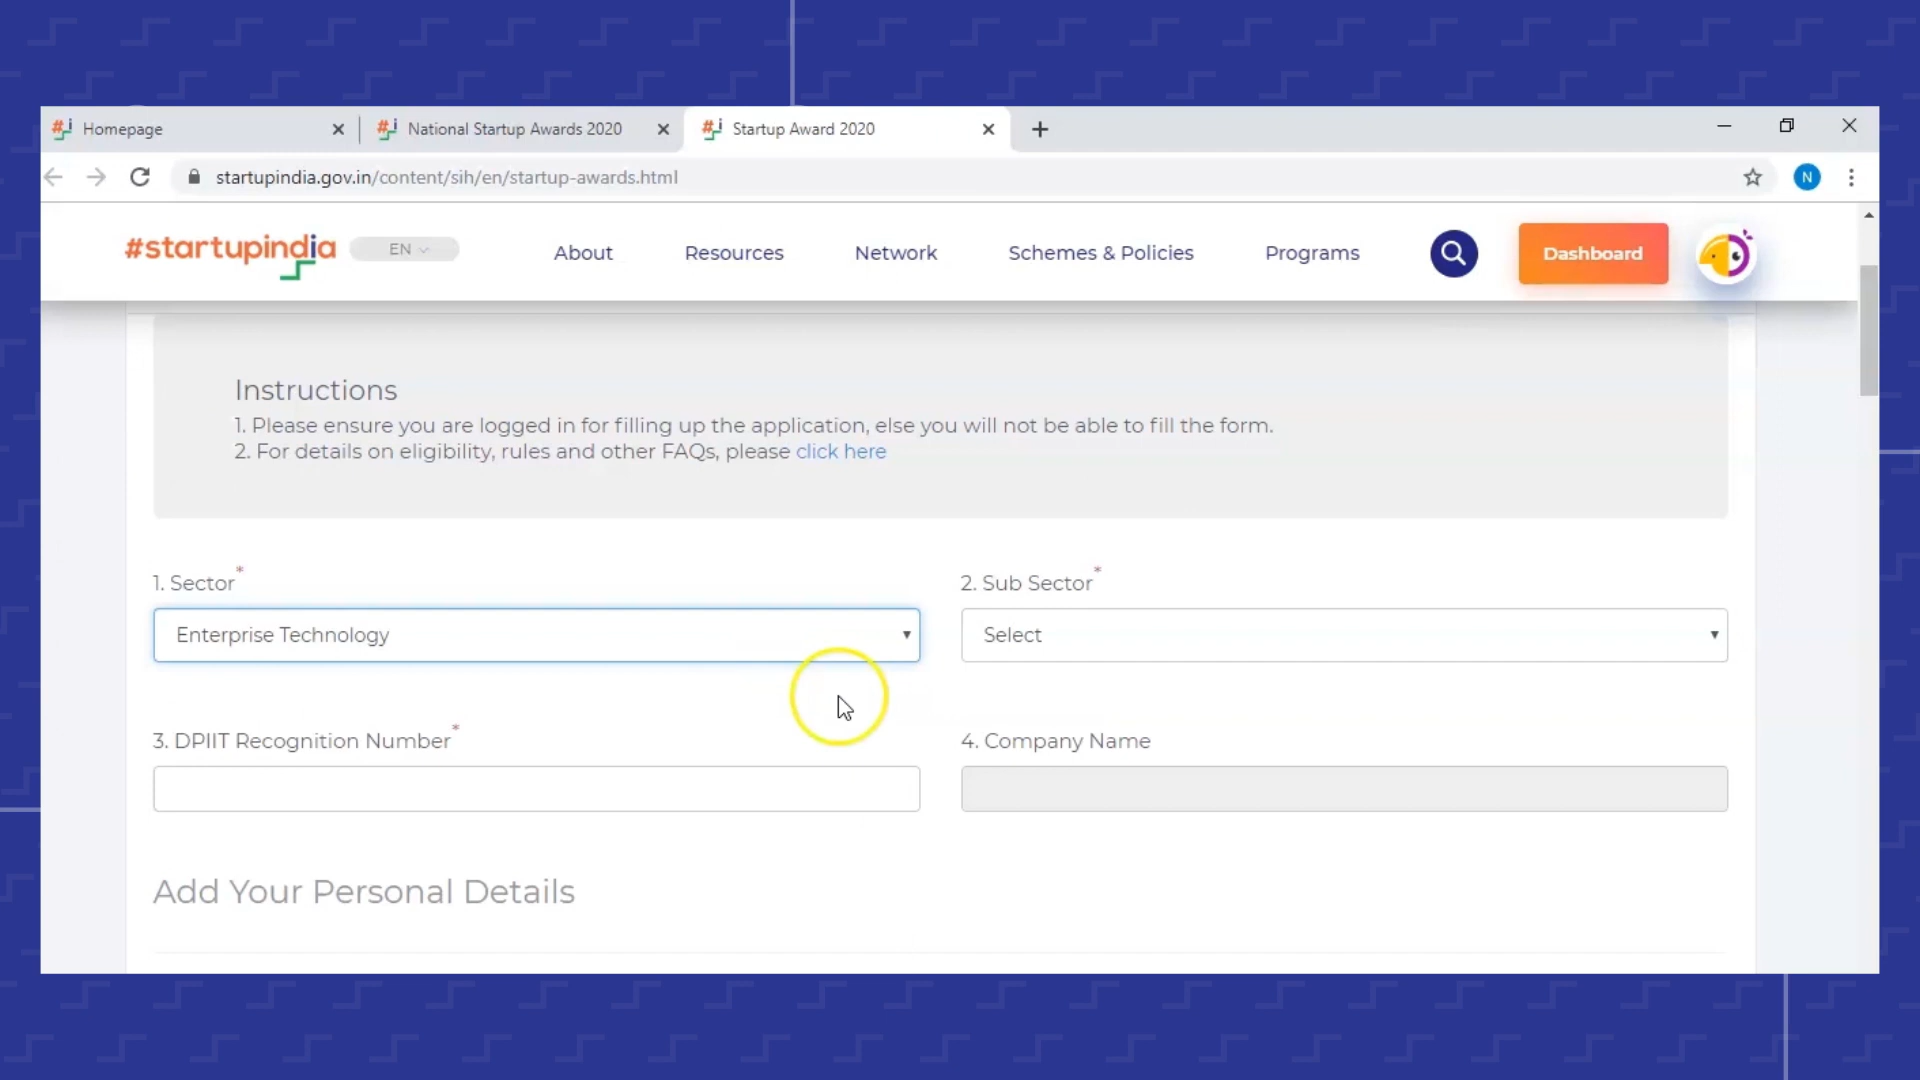 Homepage
National Startup Awards 2020
Startup Award 2020
startupindia.gov.in/content/sih/en/startup-awards.html
N
#startupindia
EN
About
Resources
Network
Schemes & Policies
Programs
Dashboard
Instructions
1. Please ensure you are logged in for filling up the application, else you will not be able to fill the form.
2. For details on eligibility, rules and other FAQs, please click here
1. Sector*
2. Sub Sector*
Enterprise Technology
Select
3. DPIIT Recognition Number*
4. Company Name
Add Your Personal Details